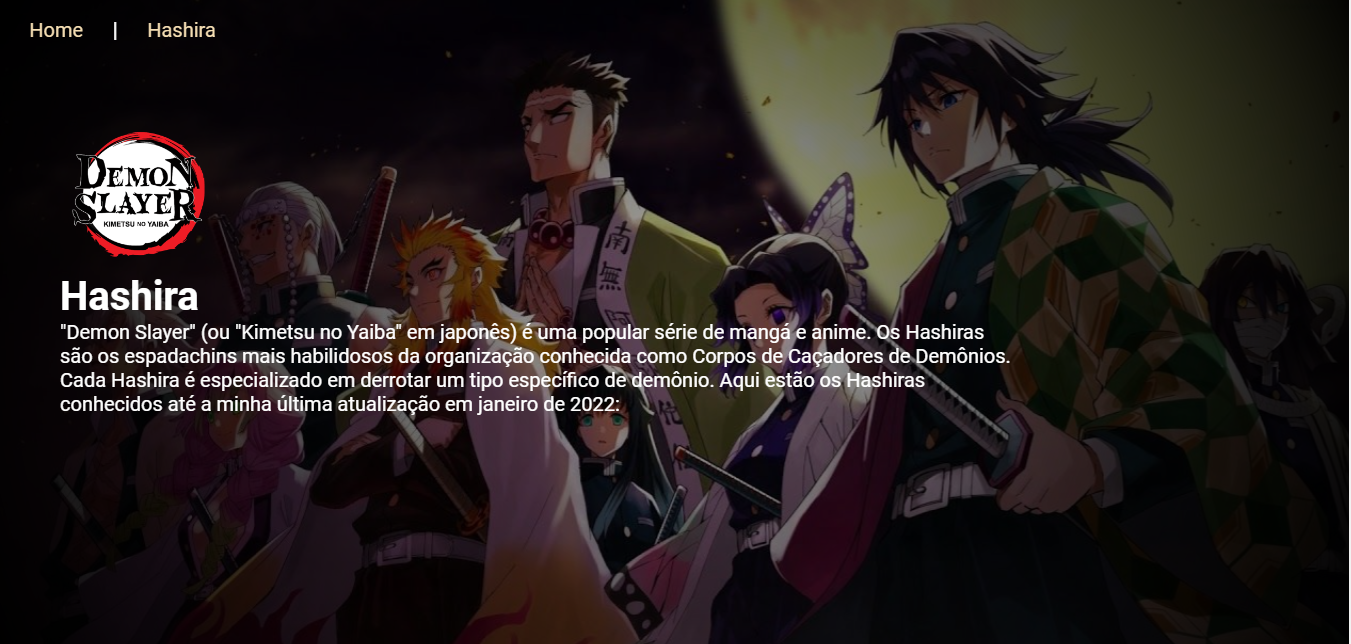 Home | Hashira
DEMON
SLAYER
KIMETSU NO YAIBA
Hashira
"Demon Slayer" (ou "Kimetsu no Yaiba" em japonês) é uma popular série de mangá e anime. Os Hashiras
são os espadachins mais habilidosos da organização conhecida como Corpos de Caçadores de Demônios.
Cada Hashira é especializado em derrotar um tipo específico de demônio. Aqui estão os Hashiras
conhecidos até a minha última atualização em janeiro de 2022:
南
無
阿